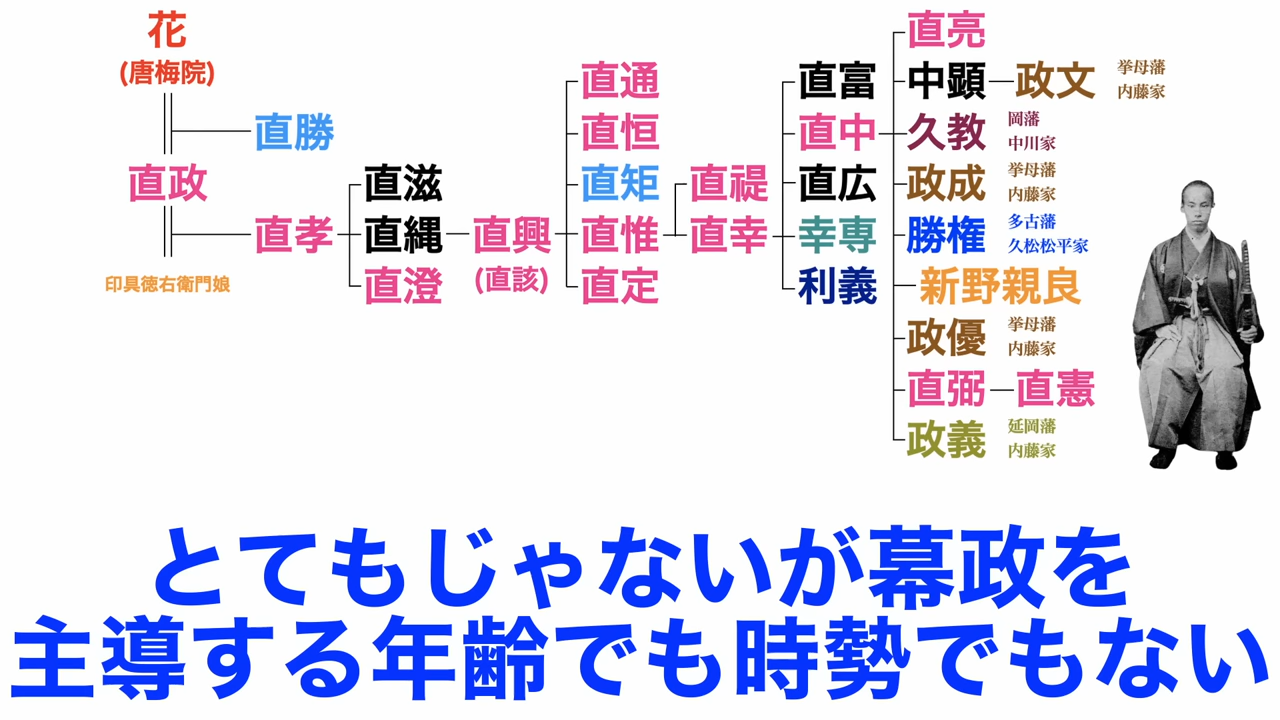 花
(唐梅院)
直勝
直政
直孝
印具徳右衛門娘
直滋
直縄
直澄
直興
(直該)
直通
直恒
直矩
直惟
直定
直禔
直幸
直富
直中
直広
幸専
利義
直亮
中顕
政文
挙母藩
内藤家
久教
岡藩
中川家
政成
挙母藩
内藤家
勝権
多古藩
久松松平家
新野親良
政優
挙母藩
内藤家
直弼
直憲
政義
延岡藩
内藤家
とてもじゃないが幕政を
主導する年齢でも時勢でもない